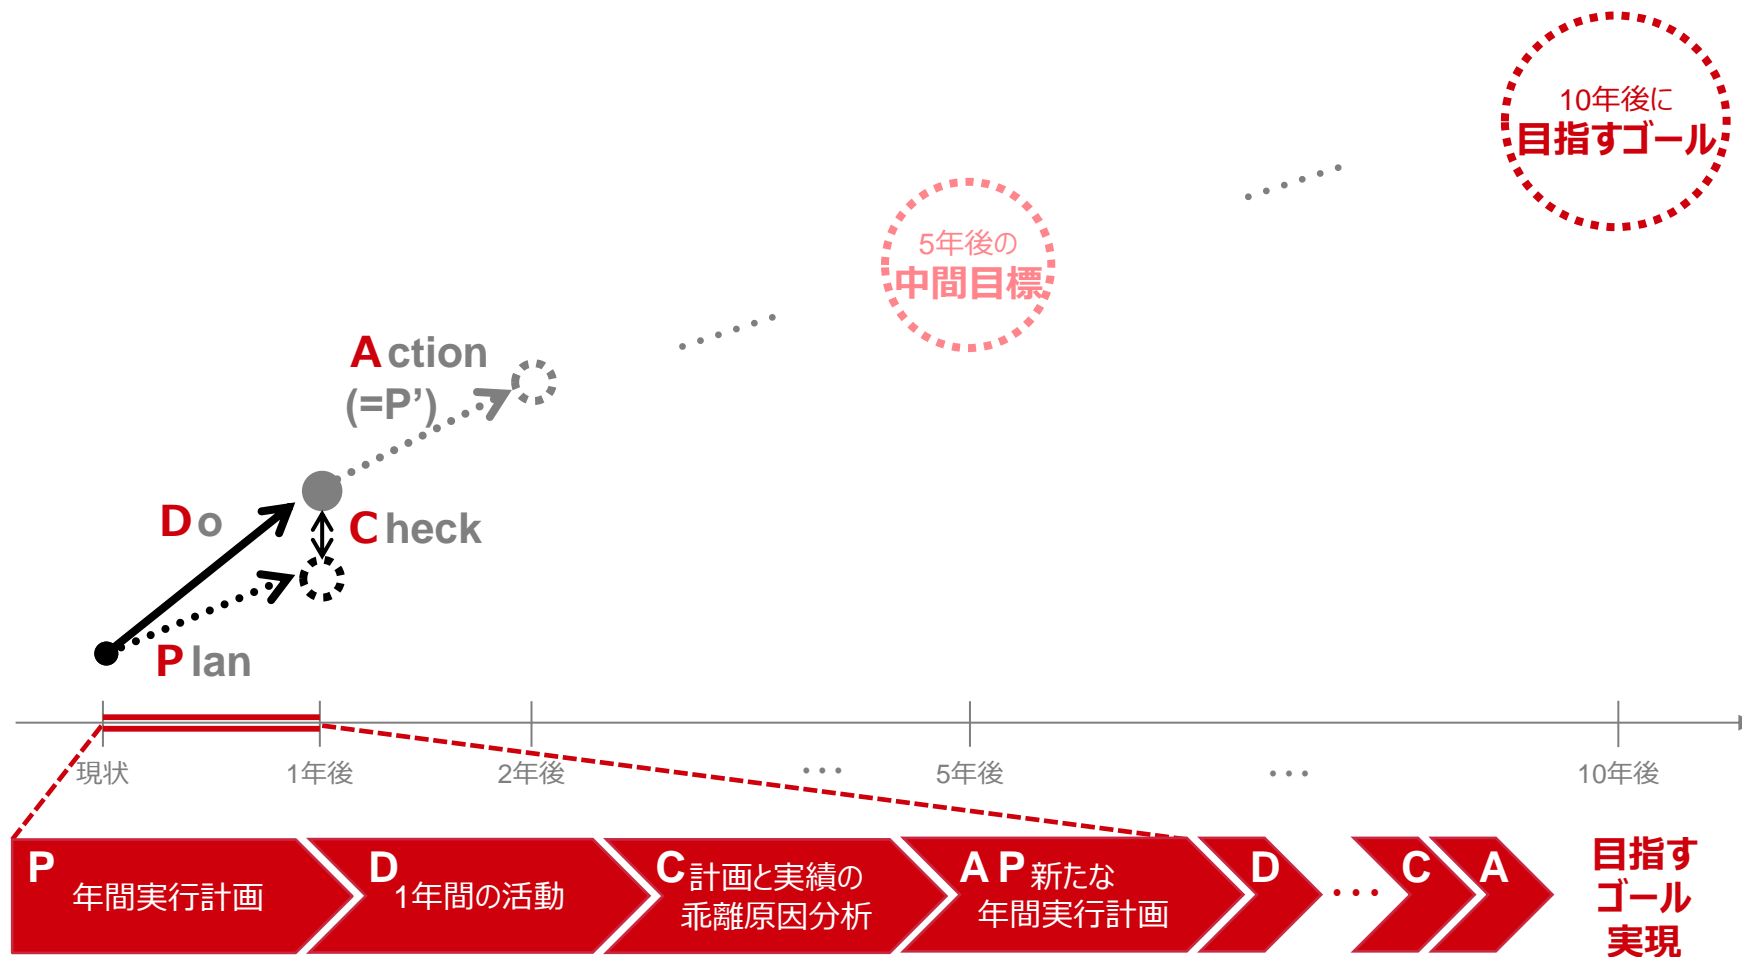 10年後に
目指すゴール
5年後の
中間目標
Action
(=P’)
Do
Check
Plan
現状
1年後
2年後
…
5年後
…
10年後
P
年間実行計画
D
1年間の活動
C
計画と実績の
乖離原因分析
A P
新たな
年間実行計画
D
…
C
A
目指す
ゴール
実現